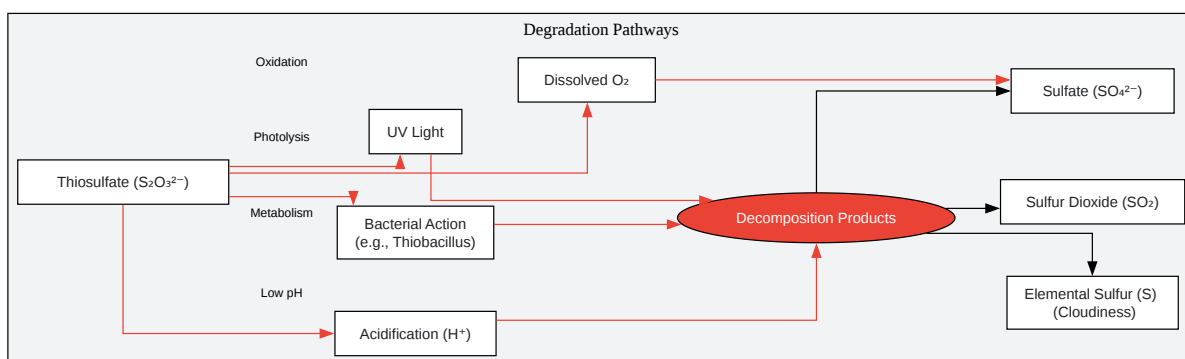 Degradation Pathways
Oxidation
Dissolved O₂
Sulfate (SO₄²⁻)
Photolysis
UV Light
Thiosulfate (S₂O₃²⁻)
Metabolism
Bacterial Action
(e.g., Thiobacillus)
Decomposition Products
Sulfur Dioxide (SO₂)
Low pH
Acidification (H⁺)
Elemental Sulfur (S)
(Cloudiness)